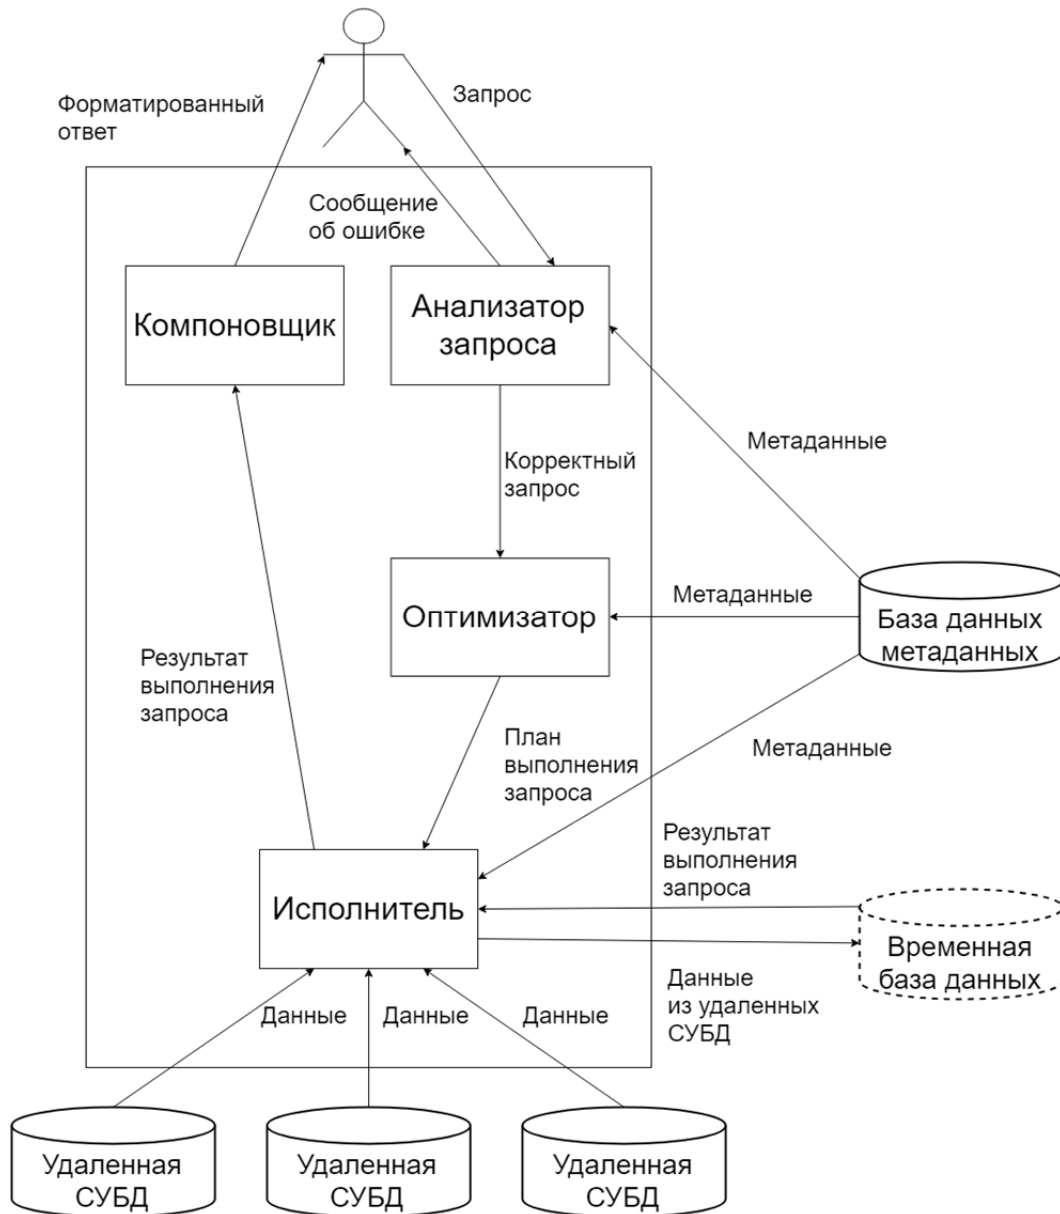 Форматированный
ответ
Запрос
Сообщение
об ошибке
Компоновщик
Анализатор
запроса
Метаданные
Корректный
запрос
Оптимизатор
Метаданные
База данных
метаданных
Результат
выполнения
запроса
План
выполнения
запроса
Метаданные
Результат
выполнения
запроса
Исполнитель
Временная
база данных
Данные
из удаленных
СУБД
Данные
Данные
Данные
Удаленная
СУБД
Удаленная
СУБД
Удаленная
СУБД